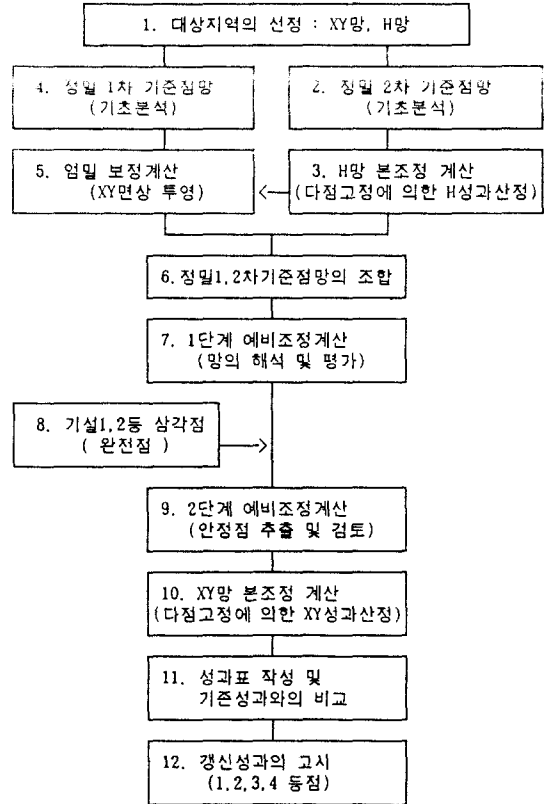 1. 대상지역의 선정 : XY망, H망
4. 정밀 1차 기준점망
(기초분석)
2. 정밀 2차 기준점망
(기초분석)
5. 엄밀 보정계산
(XY면상 투영)
3. H망 본조정 계산
(다점고정에 의한 H성과산정)
6.정밀1,2차기준점망의 조합
7. 1단계 예비조정계산
(망의 해석 및 평가)
8. 기설1,2등 삼각점
( 완전점 )
9. 2단계 예비조정계산
(안정점 추출 및 검토)
10. XY망 본조정 계산
(다점고정에 의한 XY성과산정)
11. 성과표 작성 및
기존성과와의 비교
12. 갱신성과의 고시
(1,2,3,4 등점)